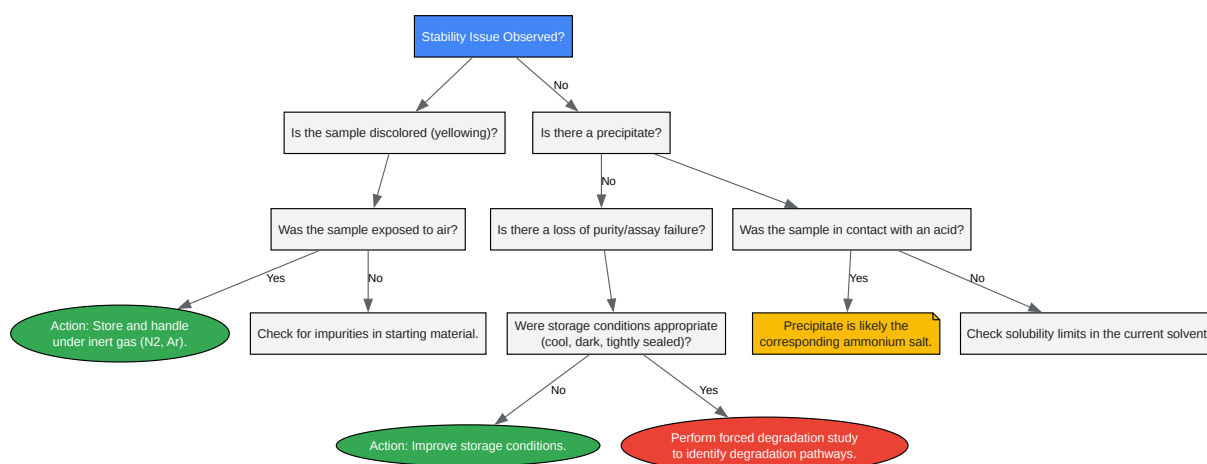 Stability Issue Observed?
No
Is the sample discolored (yellowing)?
Is there a precipitate?
No
Was the sample exposed to air?
Is there a loss of purity/assay failure?
Was the sample in contact with an acid?
Yes
No
Yes
No
Action: Store and handle
under inert gas (N2, Ar).
Check for impurities in starting material.
Were storage conditions appropriate
(cool, dark, tightly sealed)?
Precipitate is likely the
corresponding ammonium salt.
Check solubility limits in the current solvent
No
Yes
Action: Improve storage conditions.
Perform forced degradation study
to identify degradation pathways.